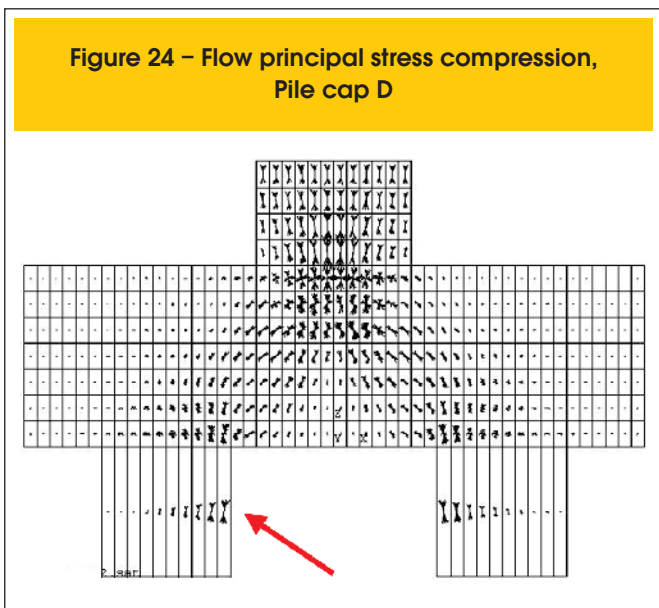 Figure 24 – Flow principal stress compression,
Pile cap D
Z
Y X